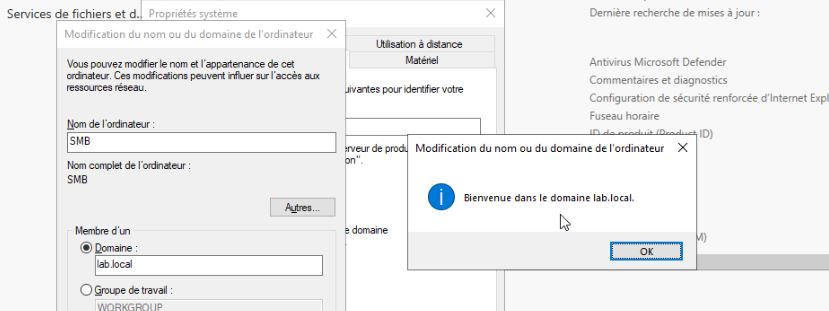 Services de fichiers et d...
Propriétés système
Dernière recherche de mises à jour :
Modification du nom ou du domaine de l'ordinateur
Utilisation à distance
Matériel
Vous pouvez modifier le nom et l'appartenance de cet
ordinateur. Ces modifications peuvent influer sur l'accès aux
ressources réseau.
Antivirus Microsoft Defender
Commentaires et diagnostics
Configuration de sécurité renforcée d'Internet Expl
Fuseau horaire
ID de produit (Product ID)
uivantes pour identifier votre
Nom de l'ordinateur :
SMB
Nom complet de l'ordinateur :
SMB
erveur de produ
on".
Modification du nom ou du domaine de l'ordinateur
Bienvenue dans le domaine lab.local.
OK
Autres...
Membre d'un
Domaine :
lab.local
Groupe de travail :
WORKGROUP
e domaine
M)